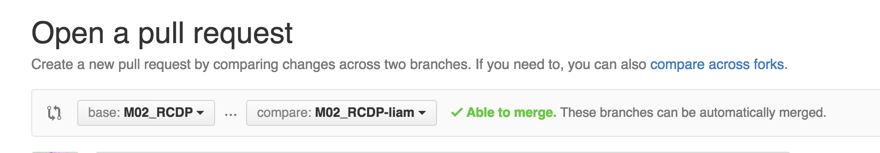 Open a pull request
Create a new pull request by comparing changes across two branches. If you need to, you can also compare across forks.
base: M02_RCDP ... compare: M02_RCDP-liam ✓ Able to merge. These branches can be automatically merged.